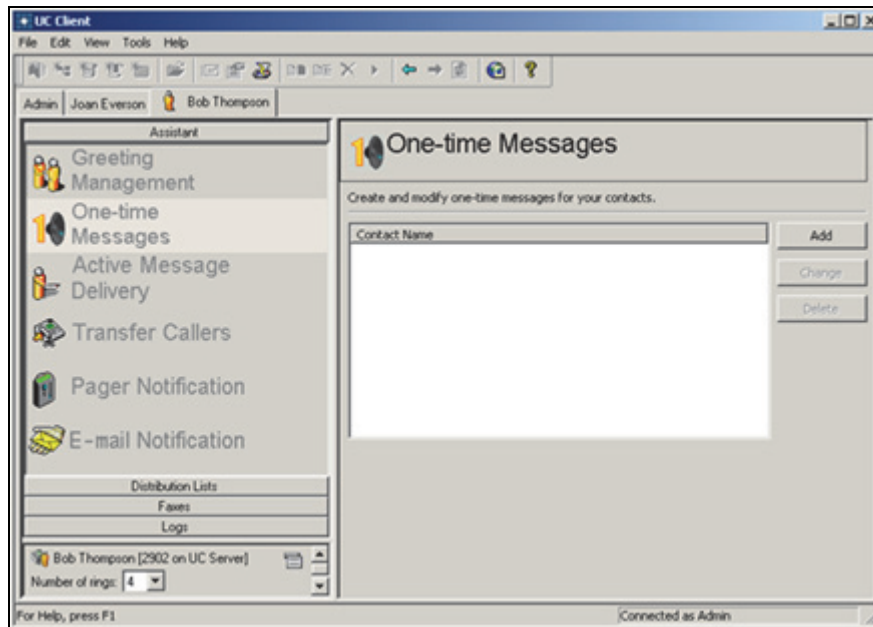 UC Client
File Edit View Tools Help
Admin Joan Everson Bob Thompson
Assistant
Greeting
Management
One-time
Messages
Active Message
Delivery
Transfer Callers
Pager Notification
E-mail Notification
Distribution Lists
Faxes
Logs
Bob Thompson [2902 on UC Server]
Number of rings: 4
One-time Messages
Create and modify one-time messages for your contacts.
Contact Name
Add
Change
Delete
For Help, press F1
Connected as Admin